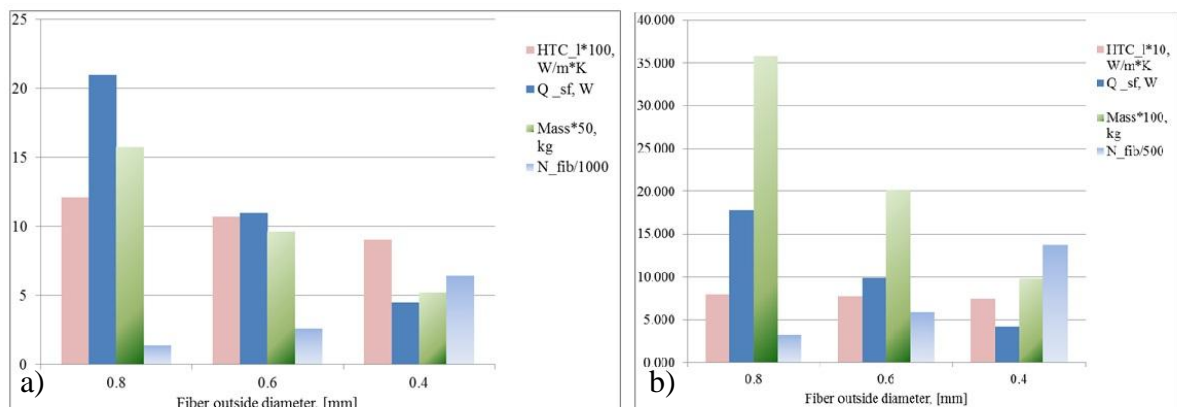 25
20
15
10
5
0
0.8
0.6
0.4
Fiber outside diameter, [mm]
HTC_l*100,
W/m*K
Q _sf, W
Mass*50,
kg
N_fib/1000
a)
40.000
35.000
30.000
25.000
20.000
15.000
10.000
5.000
0.000
0.8
0.6
0.4
Fiber outside diameter, [mm]
HTC_l*10,
W/m*K
Q_sf, W
Mass*100,
kg
N_fib/500
b)